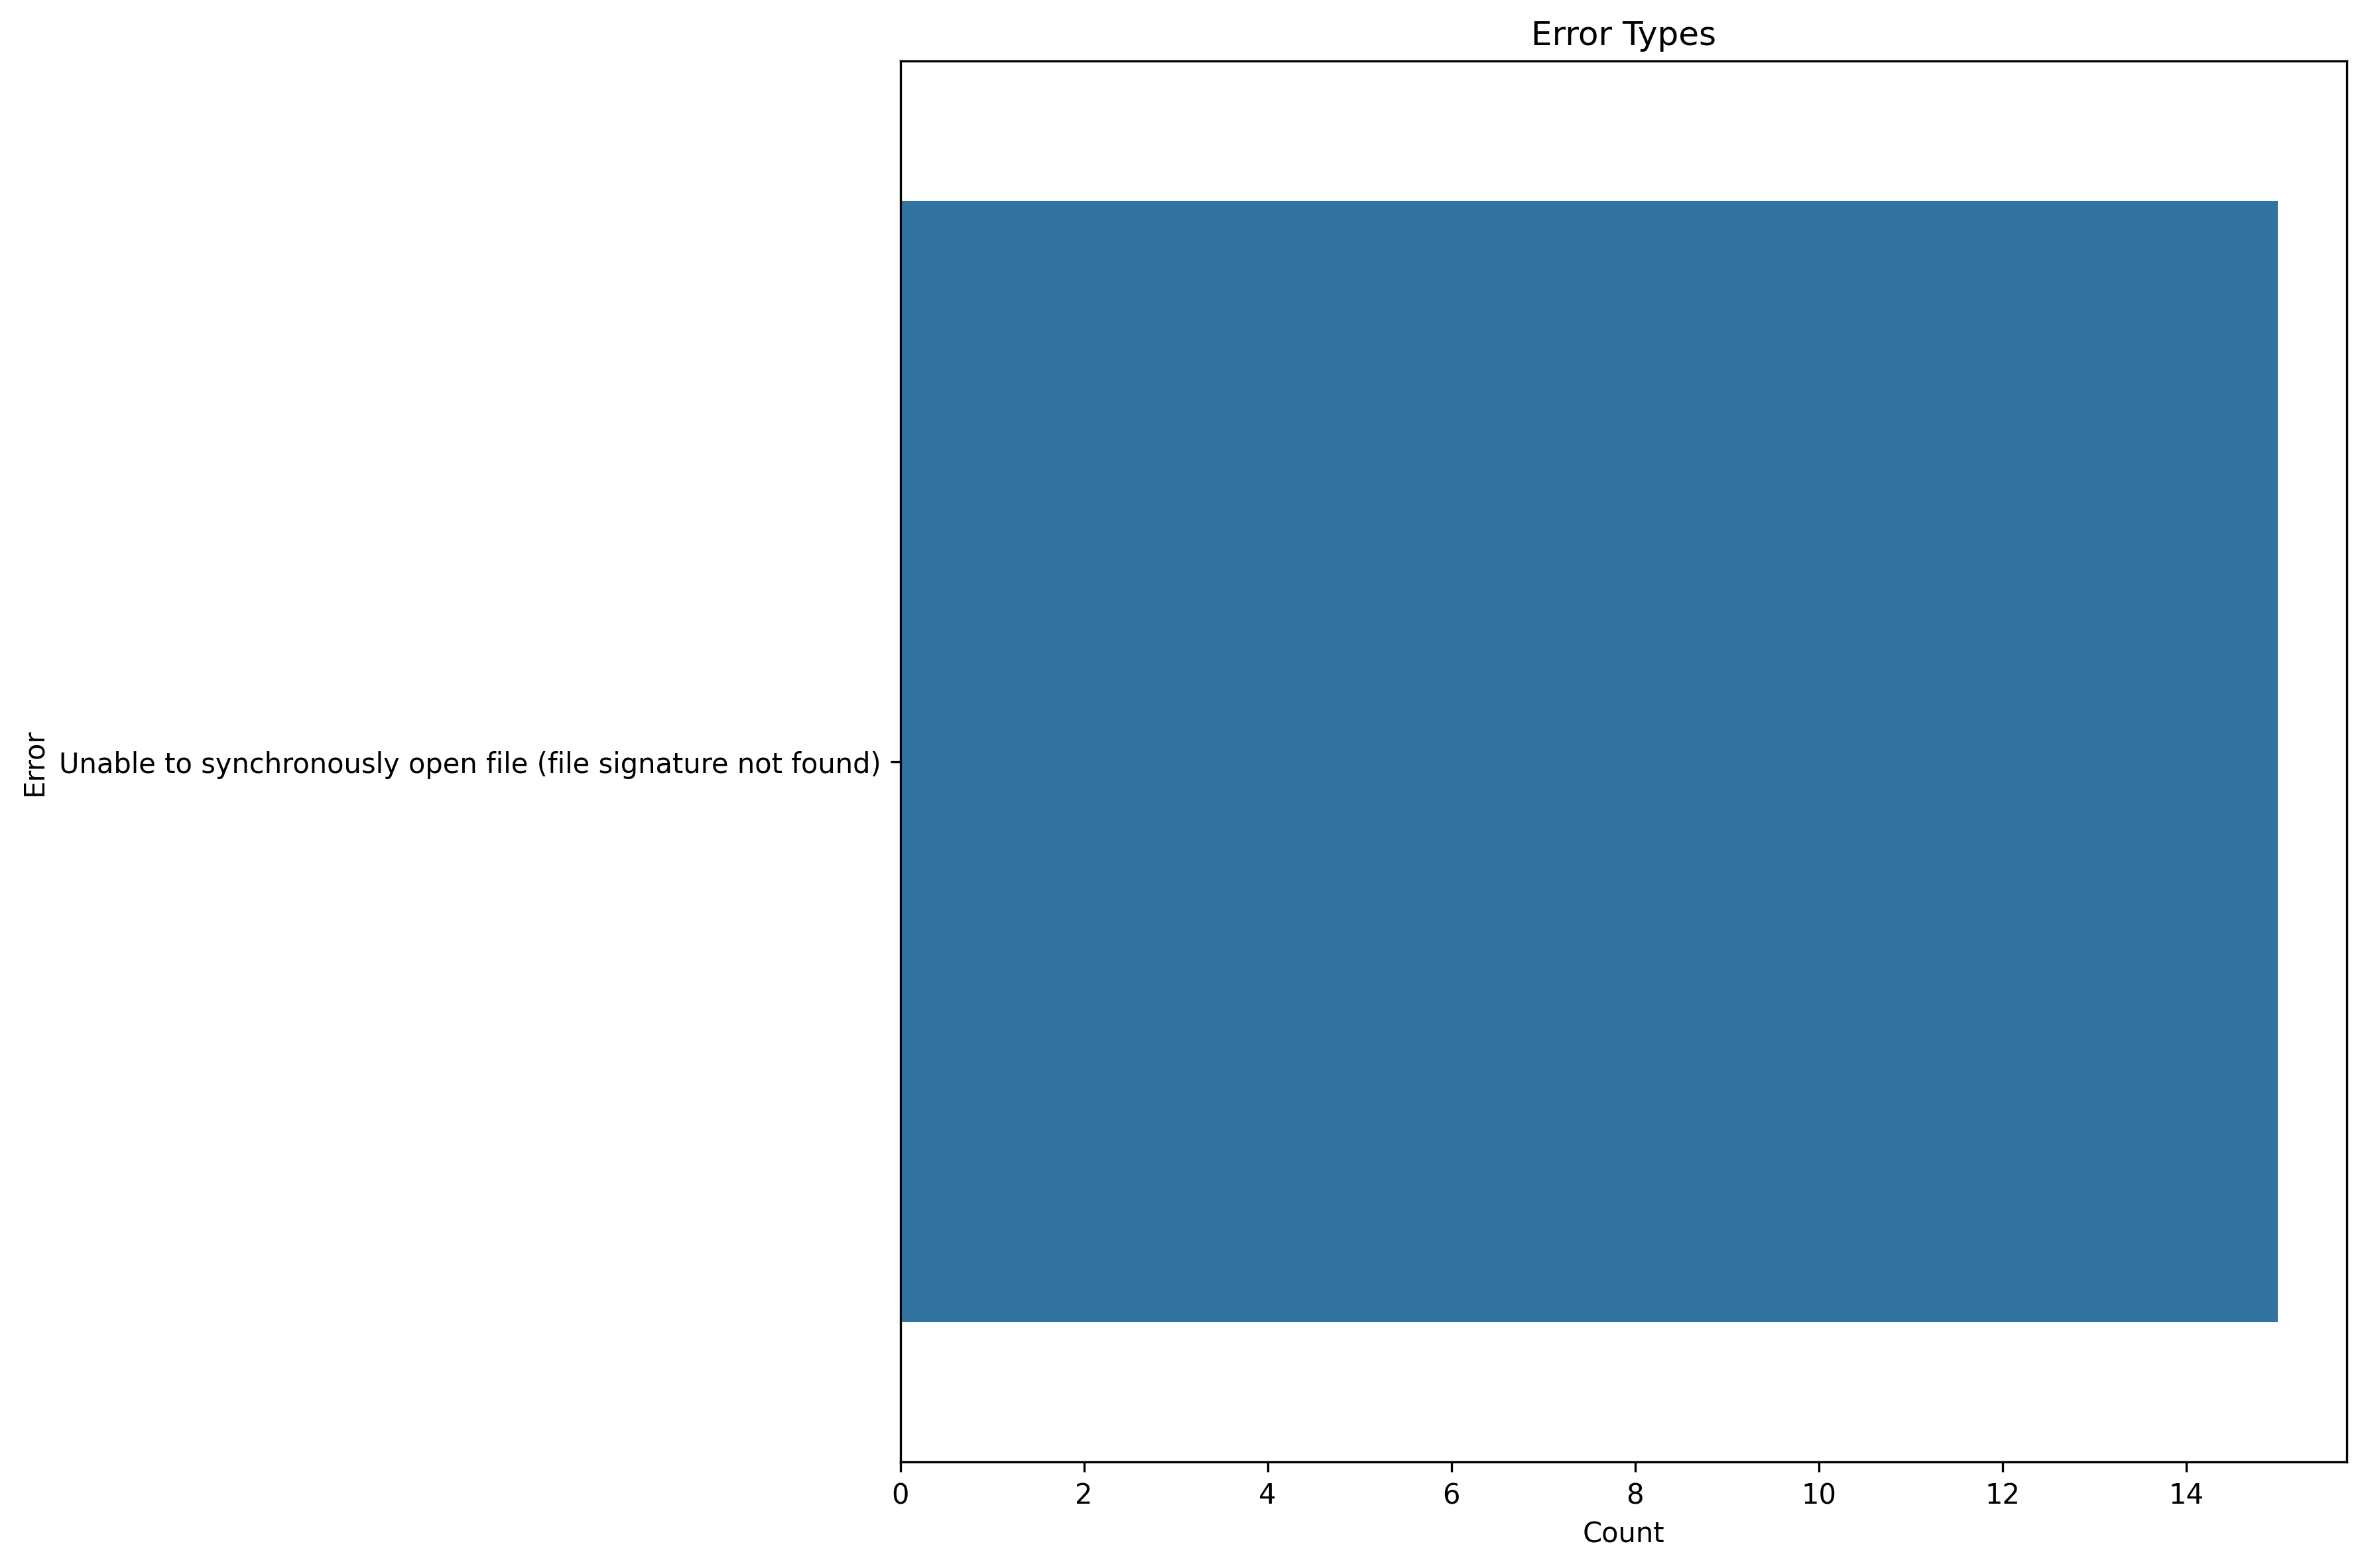 Error Types
Error
Unable to synchronously open file (file signature not found)
0 2 4 6 8 10 12 14
Count